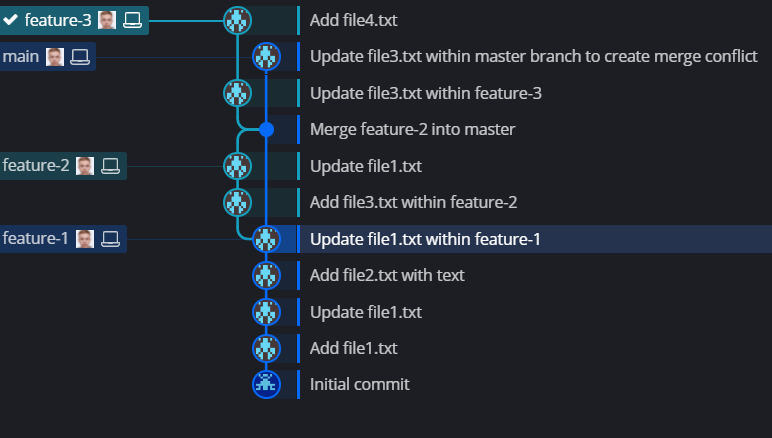 feature-3 Add file4.txt
main Update file3.txt within master branch to create merge conflict
Update file3.txt within feature-3
Merge feature-2 into master
feature-2 Update file1.txt
Add file3.txt within feature-2
feature-1 Update file1.txt within feature-1
Add file2.txt with text
Update file1.txt
Add file1.txt
Initial commit